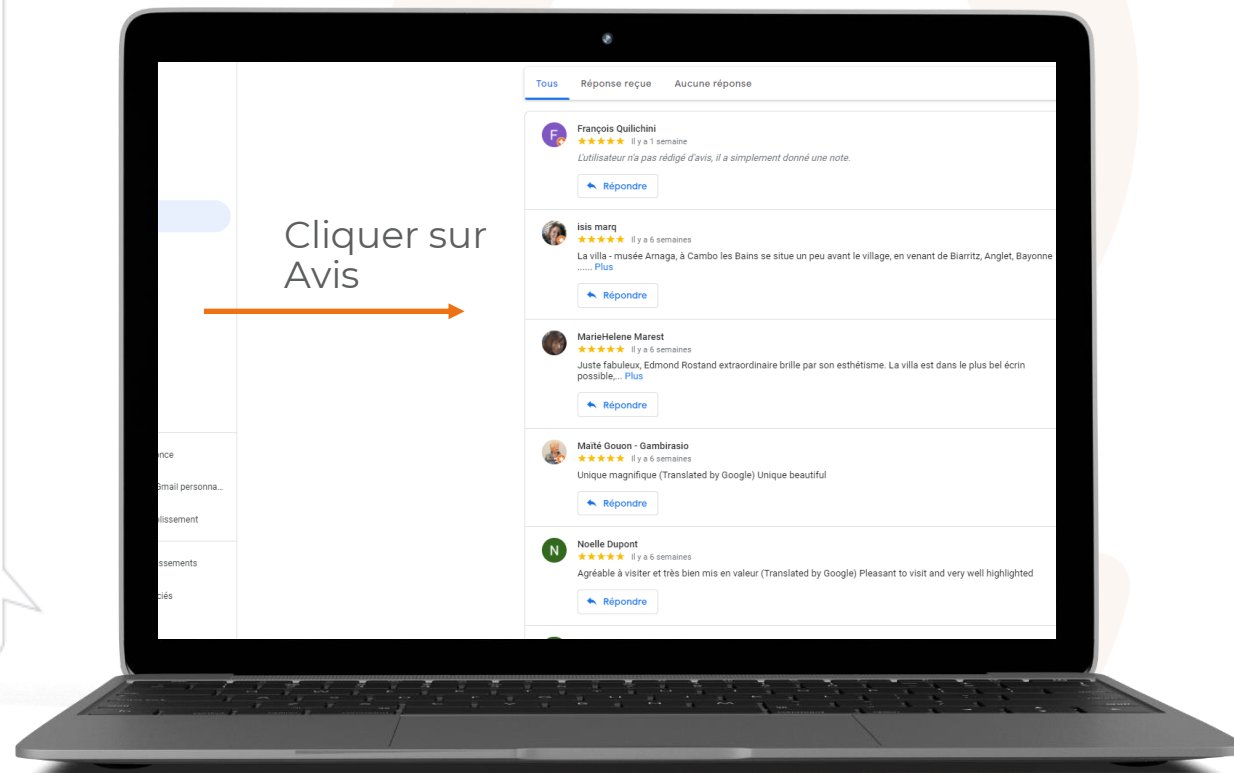 Tous Réponse reçue Aucune réponse
F
François Quilichini
Il y a 1 semaine
L'utilisateur n'a pas rédigé d'avis, il a simplement donné une note.
Répondre
Cliquer sur
Avis
isis marq
Il y a 6 semaines
La villa - musée Arnaga, à Cambo les Bains se situe un peu avant le village, en venant de Biarritz, Anglet, Bayonne
...... Plus
Répondre
MarieHelene Marest
Il y a 6 semaines
Juste fabuleux, Edmond Rostand extraordinaire brille par son esthétisme. La villa est dans le plus bel écrin
possible,... Plus
Répondre
Maïté Gouon - Gambirasio
Il y a 6 semaines
Unique magnifique (Translated by Google) Unique beautiful
Répondre
N
Noelle Dupont
Il y a 6 semaines
Agréable à visiter et très bien mis en valeur (Translated by Google) Pleasant to visit and very well highlighted
Répondre
once
Gmail personna...
lissement
ssements
ciés